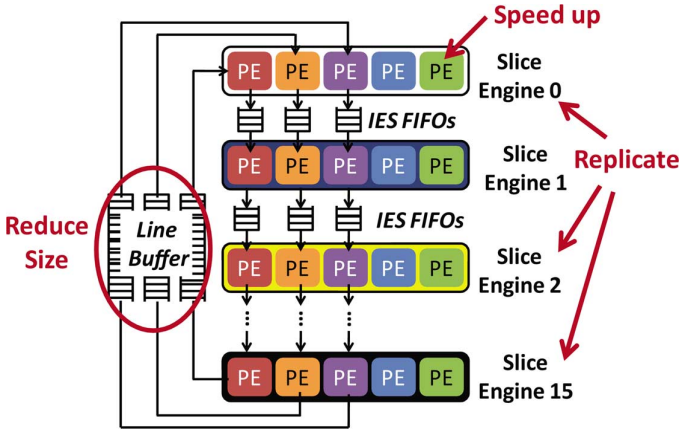 Speed up
PE PE PE PE PE
Slice
Engine 0
IES FIFOs
Replicate
PE PE PE PE PE
Slice
Engine 1
IES FIFOs
Reduce
Size
Line
Buffer
PE PE PE PE PE
Slice
Engine 2
PE PE PE PE PE
Slice
Engine 15